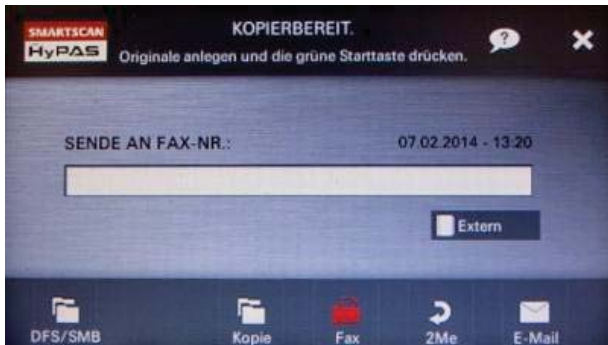 SMARTSCAN
HyPAS
KOPIERBEREIT.
Originale anlegen und die grüne Starttaste drücken.
?
SENDE AN FAX-NR.:
07.02.2014 - 13:20
Extern
DFS/SMB
Kopie
Fax
2Me
E-Mail